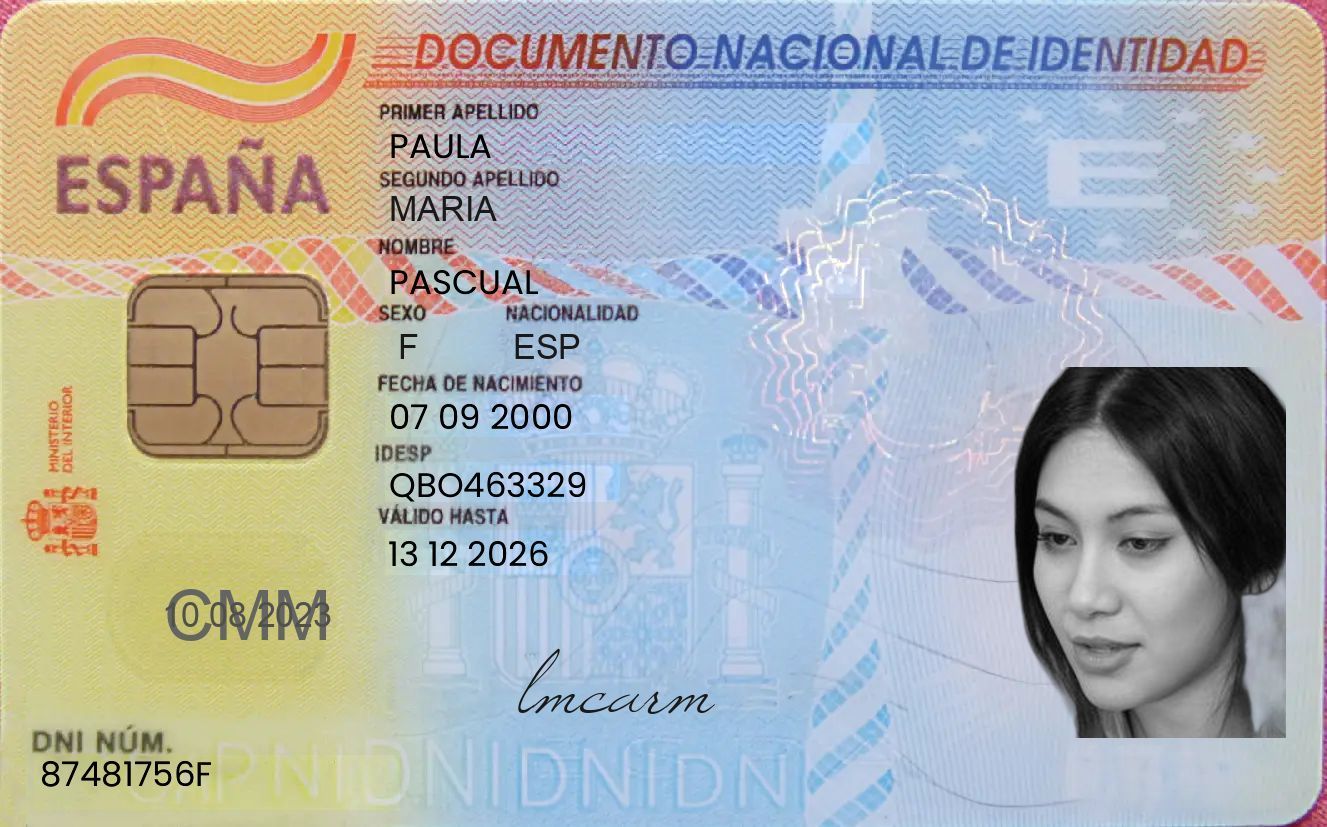 DOCUMENTO NACIONAL DE IDENTIDAD
ESPAÑA
PRIMER APELLIDO
PAULA
SEGUNDO APELLIDO
MARIA
NOMBRE
PASCUAL
SEXO NACIONALIDAD
F ESP
FECHA DE NACIMIENTO
07 09 2000
IDESP
QBO463329
VÁLIDO HASTA
13 12 2026
MINISTERIO
DEL INTERIOR
E
10 08 2023
CMM
lmcarm
DNI NÚM.
87481756F
DNIDNIDNIDN